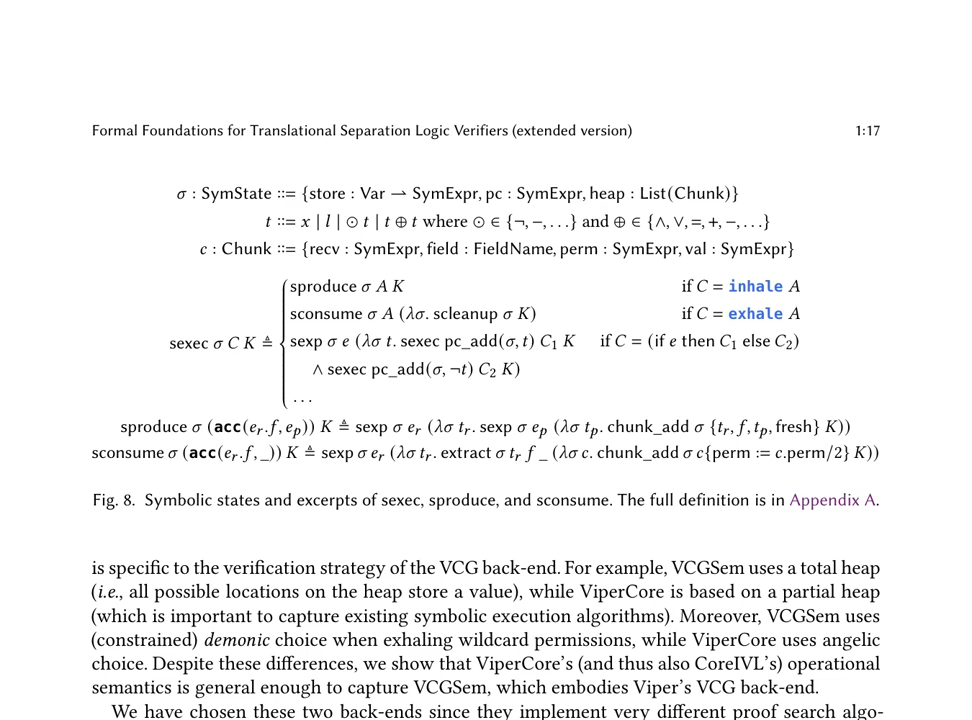 Formal Foundations for Translational Separation Logic Verifiers (extended version) 1:17
σ : SymState ::= {store : Var ⇀ SymExpr, pc : SymExpr, heap : List(Chunk)}
t ::= x | l | ⊙ t | t ⊕ t where ⊙ ∈ {¬, −, . . .} and ⊕ ∈ {∧, ∨, =, +, −, . . .}
c : Chunk ::= {recv : SymExpr, field : FieldName, perm : SymExpr, val : SymExpr}
sproduce σ A K if C = inhale A
sconsume σ A (λσ. scleanup σ K) if C = exhale A
sexec σ C K ≜ sexp σ e (λσ t. sexec pc_add(σ, t) C₁ K if C = (if e then C₁ else C₂)
∧ sexec pc_add(σ, ¬t) C₂ K)
. . .
sproduce σ (acc(eᵣ.f, eₚ)) K ≜ sexp σ eᵣ (λσ tᵣ. sexp σ eₚ (λσ tₚ. chunk_add σ {tᵣ, f, tₚ, fresh} K))
sconsume σ (acc(eᵣ.f, _)) K ≜ sexp σ eᵣ (λσ tᵣ. extract σ tᵣ f _ (λσ c. chunk_add σ c{perm := c.perm/2} K))
Fig. 8. Symbolic states and excerpts of sexec, sproduce, and sconsume. The full definition is in Appendix A.
is specific to the verification strategy of the VCG back-end. For example, VCGSem uses a total heap
(i.e., all possible locations on the heap store a value), while ViperCore is based on a partial heap
(which is important to capture existing symbolic execution algorithms). Moreover, VCGSem uses
(constrained) demonic choice when exhaling wildcard permissions, while ViperCore uses angelic
choice. Despite these differences, we show that ViperCore's (and thus also CoreIVL's) operational
semantics is general enough to capture VCGSem, which embodies Viper's VCG back-end.
We have chosen these two back-ends since they implement very different proof search algo-